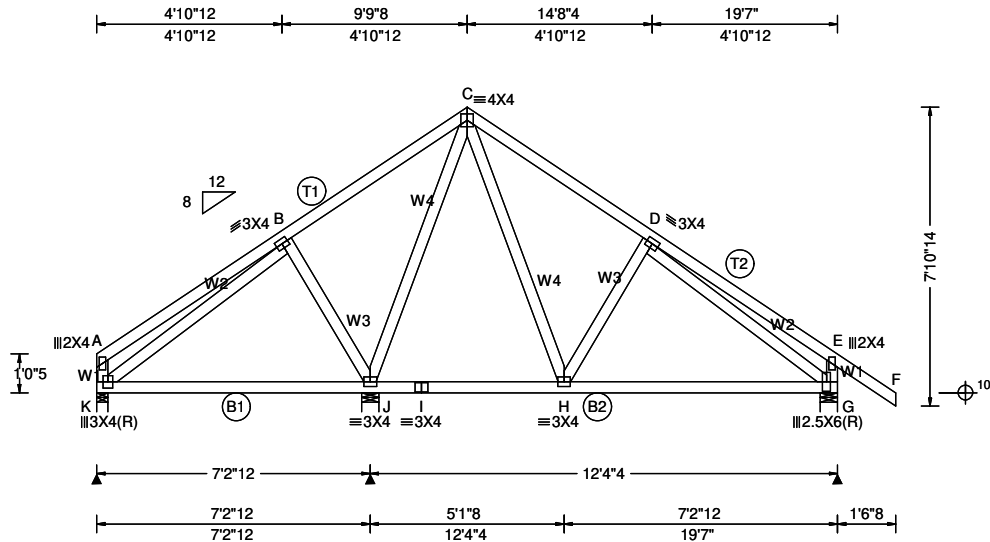 4'10"12 9'9"8 14'8"4 19'7"
4'10"12 4'10"12 4'10"12 4'10"12
C ≡4X4
12
8
T1
W4
B
≡3X4
D
≡3X4
T2
7'10"14
W2
W4
W3
W3
W2
A
|||2X4
E |||2X4
1'0"5
W1
W1
F
10
K
B1
J
I
H
B2
G
|||3X4(R) ≡3X4 ≡3X4 ≡3X4 |||2.5X6(R)
7'2"12 12'4"4
7'2"12 5'1"8 7'2"12 1'6"8
7'2"12 12'4"4 19'7"